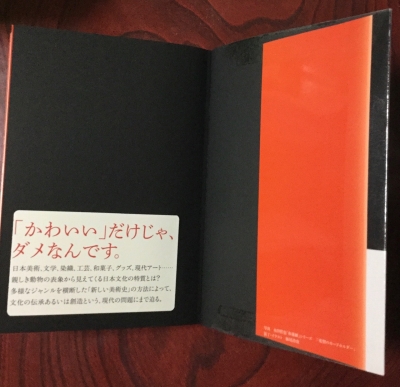 「かわいい」だけじゃ、
ダメなんです。
日本美術、文学、染織、工芸、和菓子、グッズ、現代アート……
親しき動物の表象から見えてくる日本文化の特質とは?
多様なジャンルを横断した「新しい美術史」の方法によって、
文化の伝承あるいは創造という、現代の問題にまで迫る。